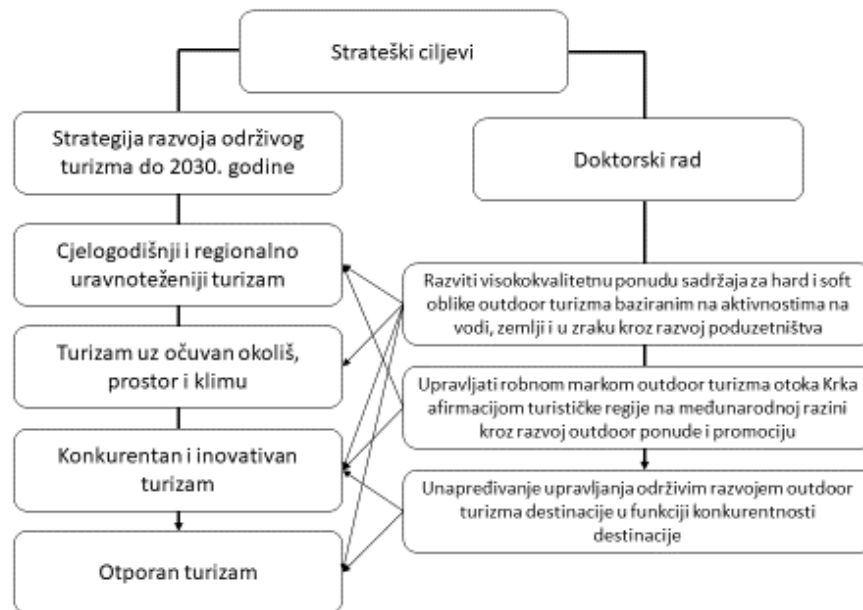 Strateški ciljevi
Strategija razvoja održivog
turizma do 2030. godine
Doktorski rad
Cjelogodišnji i regionalno
uravnoteženiji turizam
Razviti visokokvalitetnu ponudu sadržaja za hard i soft
oblike outdoor turizma baziranim na aktivnostima na
vodi, zemlji i u zraku kroz razvoj poduzetništva
Turizam uz očuvan okoliš,
prostor i klimu
Upravljati robnom markom outdoor turizma otoka Krka
afirmacijom turističke regije na međunarodnoj razini
kroz razvoj outdoor ponude i promociju
Konkurentan i inovativan
turizam
Unapređivanje upravljanja održivim razvojem outdoor
turizma destinacije u funkciji konkurentnosti
destinacije
Otporan turizam